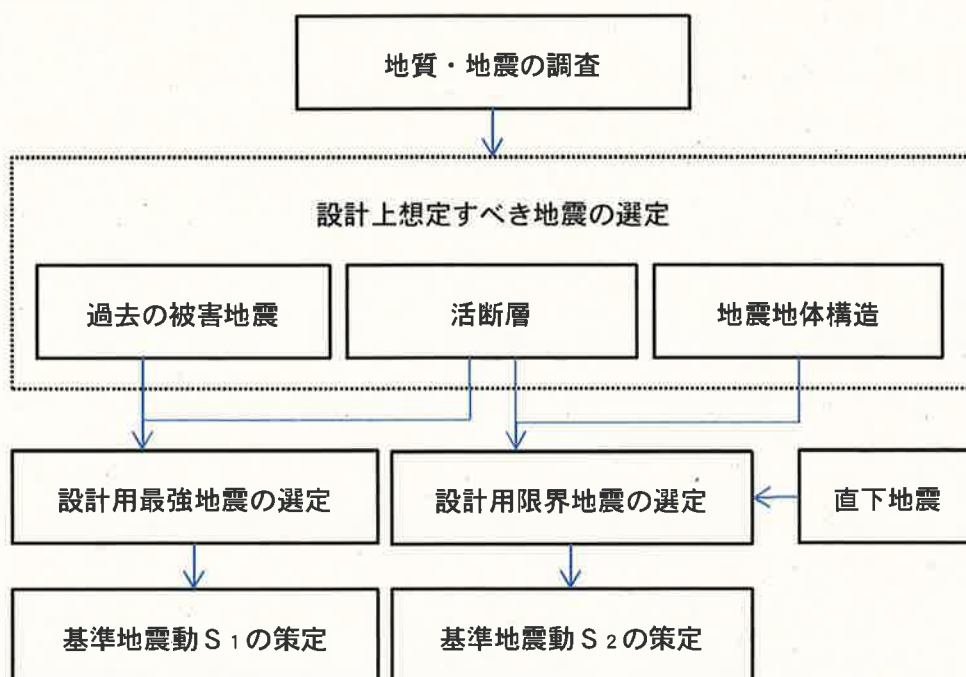 地質・地震の調査
設計上想定すべき地震の選定
過去の被害地震
活断層
地震地体構造
設計用最強地震の選定
設計用限界地震の選定
直下地震
基準地震動S1の策定
基準地震動S2の策定